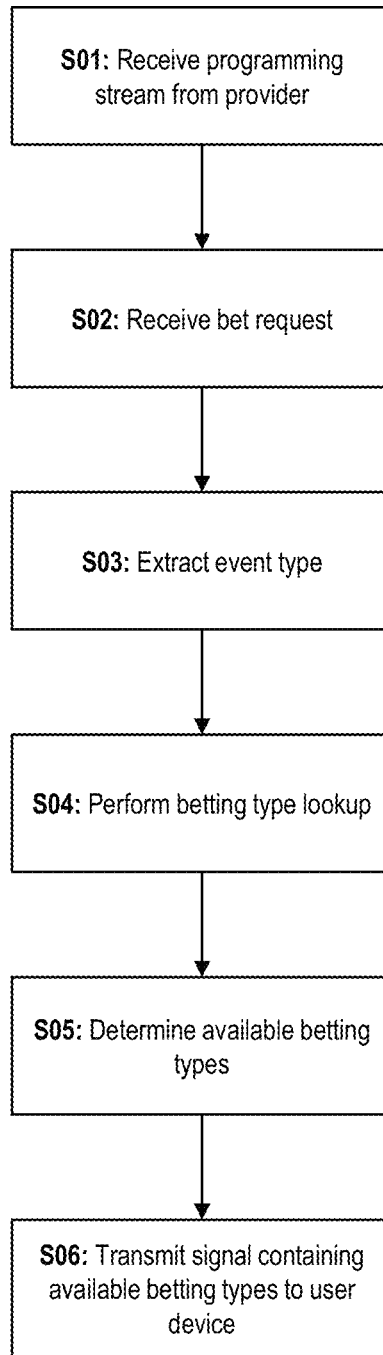 S01: Receive programming
stream from provider
S02: Receive bet request
S03: Extract event type
S04: Perform betting type lookup
S05: Determine available betting
types
S06: Transmit signal containing
available betting types to user
device